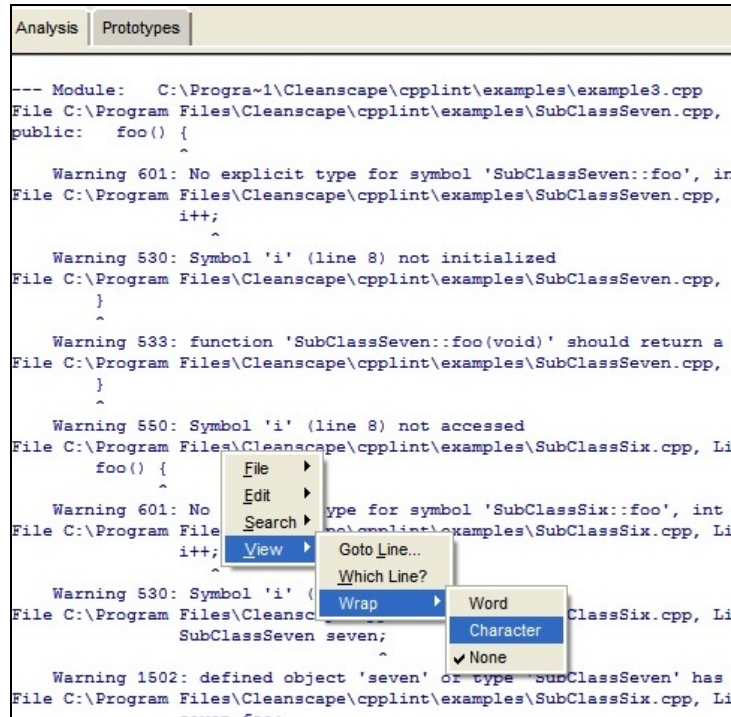 Analysis Prototypes
--- Module: C:\Progra~1\Cleanscape\cpplint\examples\example3.cpp
File C:\Program Files\Cleanscape\cpplint\examples\SubClassSeven.cpp,
public: foo() {
^
Warning 601: No explicit type for symbol 'SubClassSeven::foo', in
File C:\Program Files\Cleanscape\cpplint\examples\SubClassSeven.cpp,
i++;
^
Warning 530: Symbol 'i' (line 8) not initialized
File C:\Program Files\Cleanscape\cpplint\examples\SubClassSeven.cpp,
}
^
Warning 533: function 'SubClassSeven::foo(void)' should return a
File C:\Program Files\Cleanscape\cpplint\examples\SubClassSeven.cpp,
}
^
Warning 550: Symbol 'i' (line 8) not accessed
File C:\Program Files\Cleanscape\cpplint\examples\SubClassSix.cpp, Li
foo() {
^
File
Edit
Warning 601: No ype for symbol 'SubClassSix::foo', int
Search
File C:\Program File examples\SubClassSix.cpp, Li
i++;
View Goto Line...
^
Which Line?
Warning 530: Symbol 'i' (
Wrap Word
File C:\Program Files\Cleansc ClassSix.cpp, Li
Character
SubClassSeven seven;
^
None
Warning 1502: defined object 'seven' of type 'SubClassSeven' has
File C:\Program Files\Cleanscape\cpplint\examples\SubClassSix.cpp, Li